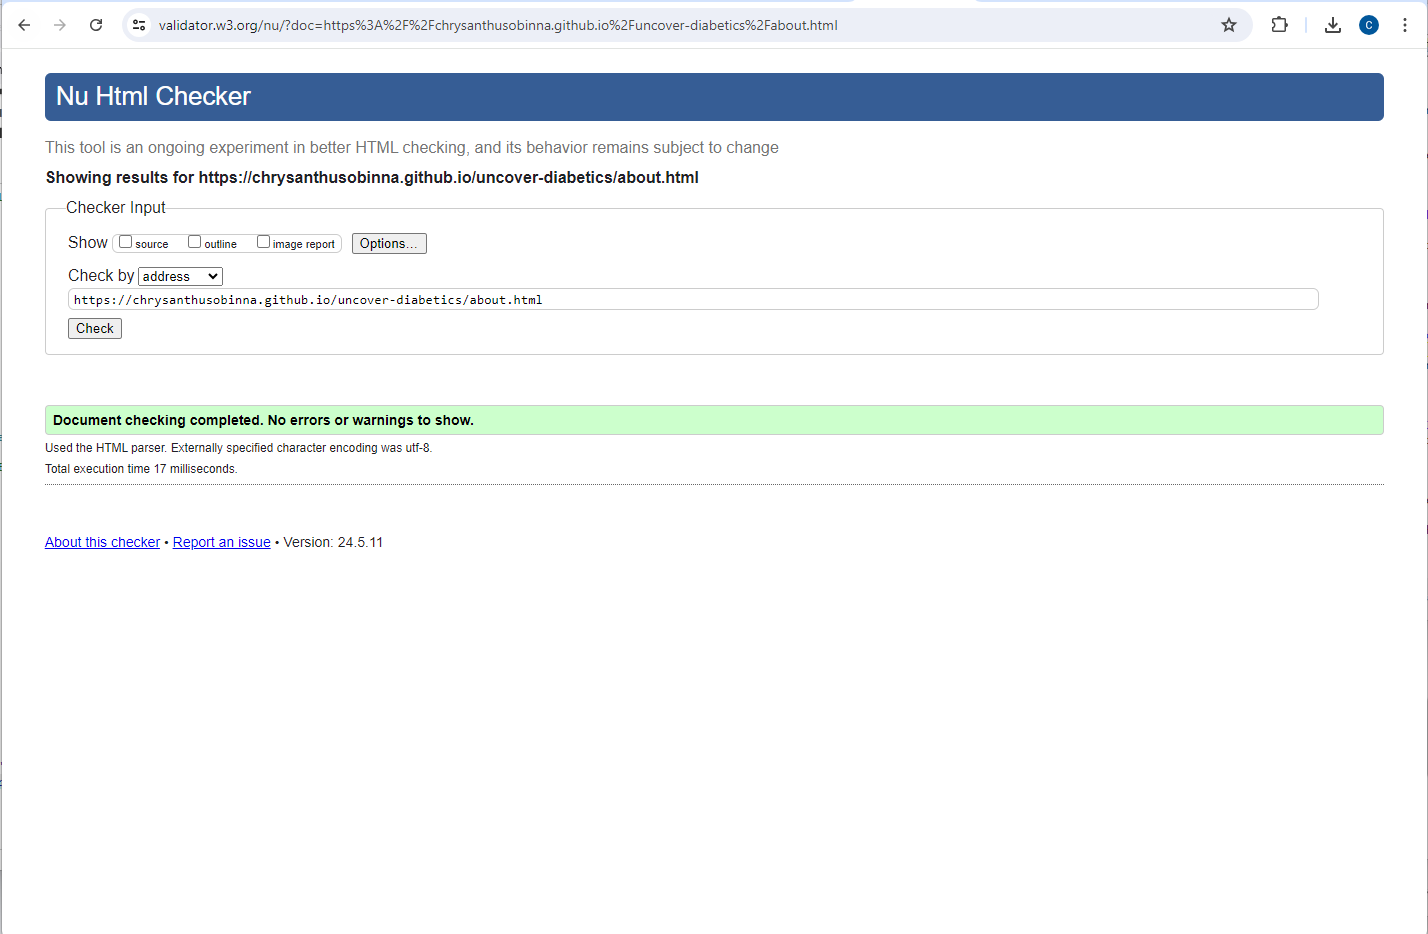 validator.w3.org/nu/?doc=https%3A%2F%2Fchrysanthusobinna.github.io%2Funcover-diabetics%2Fabout.html
C
Nu Html Checker
This tool is an ongoing experiment in better HTML checking, and its behavior remains subject to change
Showing results for https://chrysanthusobinna.github.io/uncover-diabetics/about.html
Checker Input
Show source outline image report Options...
Check by address
https://chrysanthusobinna.github.io/uncover-diabetics/about.html
Check
Document checking completed. No errors or warnings to show.
Used the HTML parser. Externally specified character encoding was utf-8.
Total execution time 17 milliseconds.
About this checker • Report an issue • Version: 24.5.11